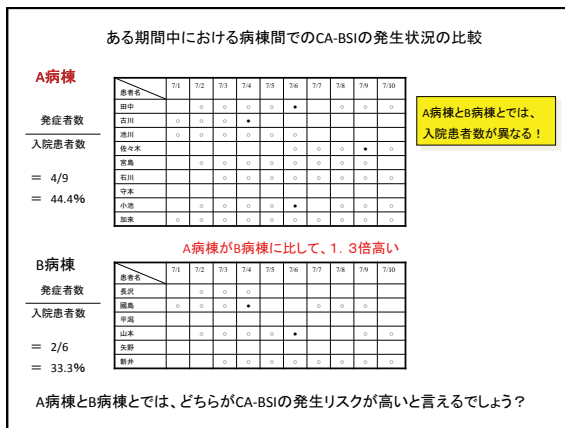 ある期間中における病棟間でのCA-BSIの発生状況の比較
A病棟
発症者数
入院患者数
＝ 4/9
＝ 44.4%
患者名 7/1 7/2 7/3 7/4 7/5 7/6 7/7 7/8 7/9 7/10
田中 ○ ○ ○ ○ ● ○ ○ ○
古川 ○ ○ ○ ●
池川 ○ ○ ○ ○ ○ ○
佐々木 ○ ○ ○ ● ○
宮島 ○ ○ ○ ○ ○ ○ ○ ○
石川 ○ ○ ○ ○ ○ ○ ○ ○
守本
小池 ○ ○ ○ ○ ● ○ ○ ○ ○
加来 ○ ○ ○ ○ ○ ○ ○ ○ ○ ○
A病棟とB病棟とでは、
入院患者数が異なる！
A病棟がB病棟に比して、1．3倍高い
B病棟
発症者数
入院患者数
＝ 2/6
＝ 33.3%
患者名 7/1 7/2 7/3 7/4 7/5 7/6 7/7 7/8 7/9 7/10
長沢 ○ ○ ○
國島 ○ ○ ○ ● ○ ○ ○
平潟
山本 ○ ○ ○ ○ ● ○ ○
矢野
新井 ○ ○ ○ ○ ○ ○ ○ ○
A病棟とB病棟とでは、どちらがCA-BSIの発生リスクが高いと言えるでしょう？